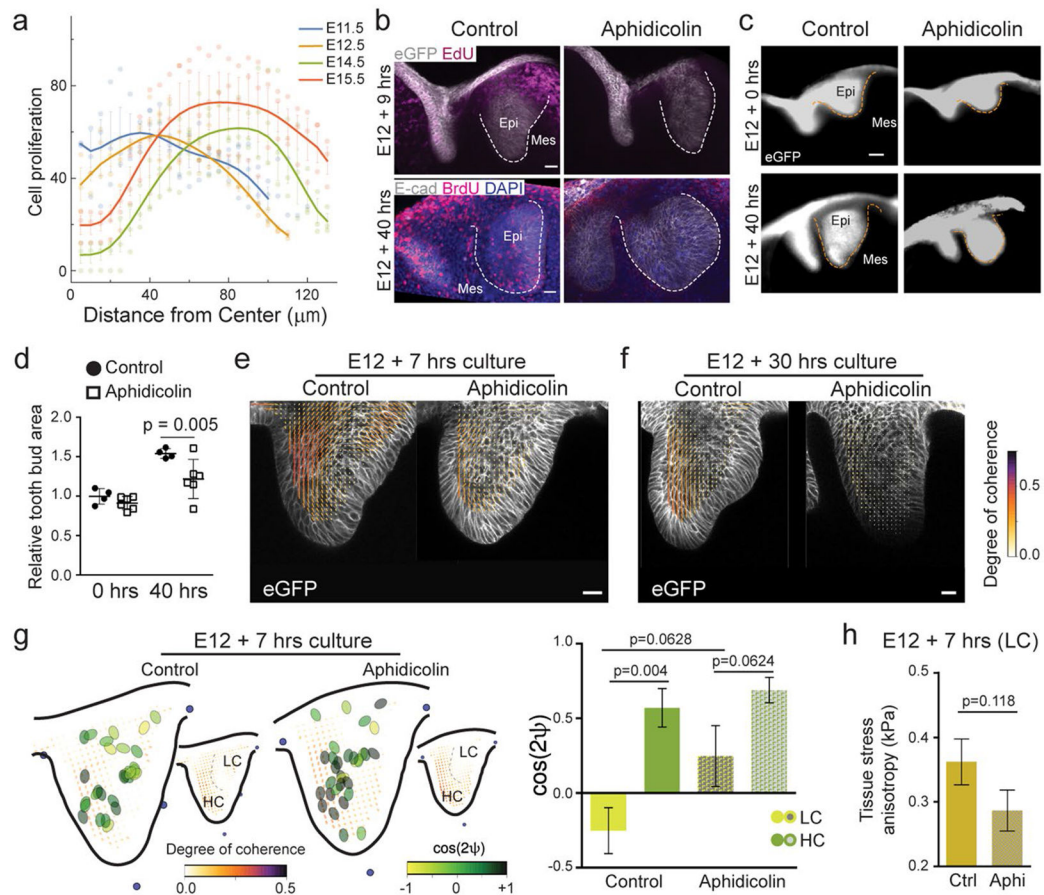 a
E11.5
E12.5
E14.5
E15.5
80
40
0
Cell proliferation
0 40 80 120
Distance from Center (μm)
b
Control Aphidicolin
E12 + 9 hrs
eGFP EdU
Epi
Mes
E12 + 40 hrs
E-cad BrdU DAPI
Epi
Mes
c
Control Aphidicolin
E12 + 0 hrs
Epi
Mes
eGFP
E12 + 40 hrs
Epi
Mes
d
Control
Aphidicolin
2.0
p = 0.005
1.5
1.0
0.5
0.0
Relative tooth bud area
0 hrs 40 hrs
e
E12 + 7 hrs culture
Control Aphidicolin
eGFP
f
E12 + 30 hrs culture
Control Aphidicolin
eGFP
Degree of coherence
0.5
0.0
g
E12 + 7 hrs culture
Control Aphidicolin
LC
HC
LC
HC
Degree of coherence
0.0 0.5
cos(2ψ)
-1 0 +1
1.0
0.5
0.0
-0.5
cos(2ψ)
p=0.0628
p=0.004
p=0.0624
LC
HC
Control Aphidicolin
h
E12 + 7 hrs (LC)
0.5
0.4
0.3
0.2
Tissue stress
anisotropy (kPa)
p=0.118
Ctrl Aphi